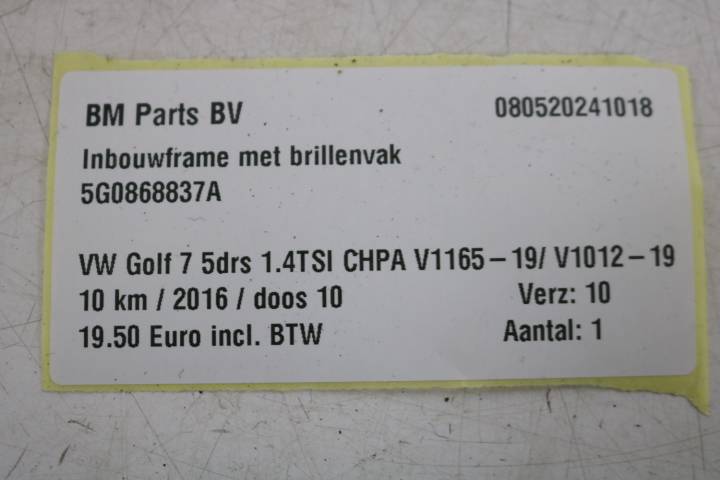 BM Parts BV 080520241018
Inbouwframe met brillenvak
5G0868837A
VW Golf 7 5drs 1.4TSI CHPA V1165-19/ V1012-19
10 km / 2016 / doos 10 Verz: 10
19.50 Euro incl. BTW Aantal: 1